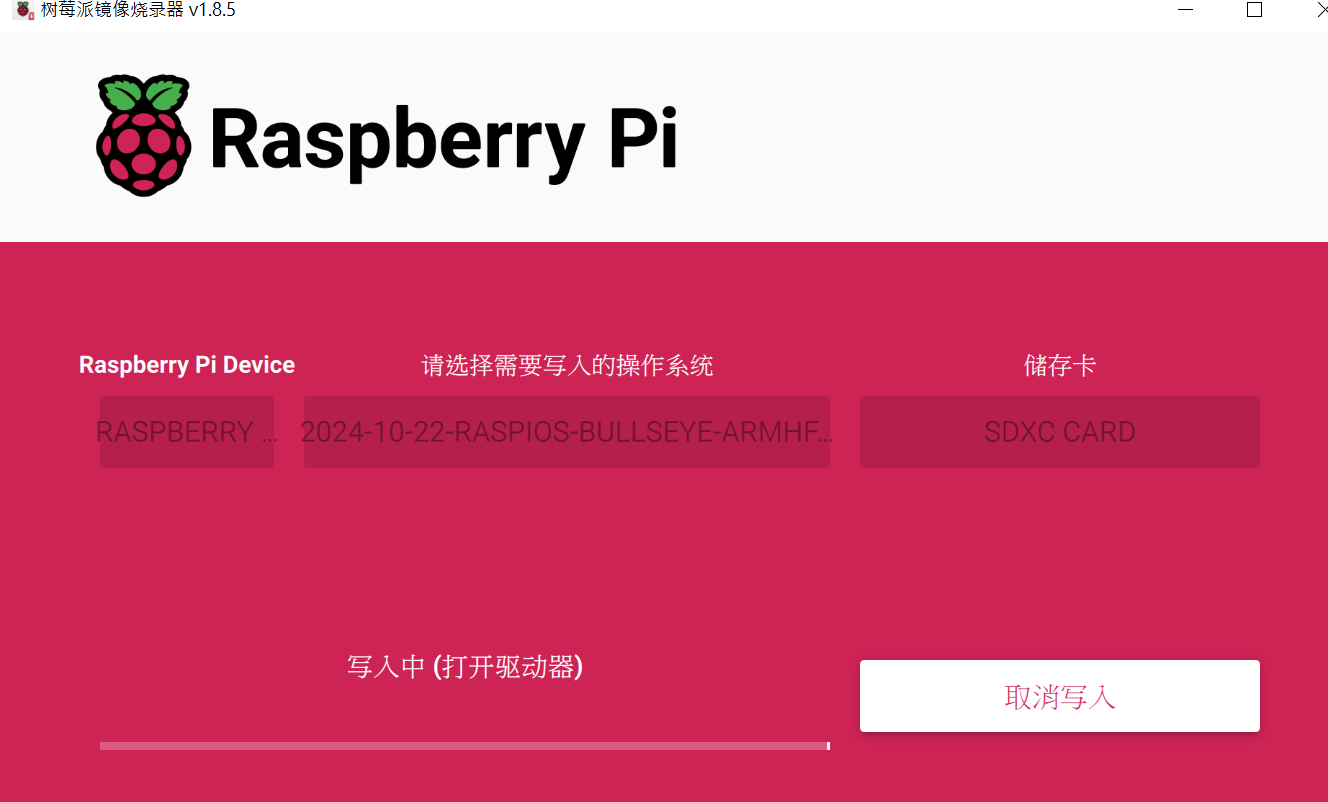 树莓派镜像烧录器 v1.8.5
Raspberry Pi
Raspberry Pi Device
请选择需要写入的操作系统
储存卡
RASPBERRY ...
2024-10-22-RASPIOS-BULLSEYE-ARMHF...
SDXC CARD
写入中 (打开驱动器)
取消写入